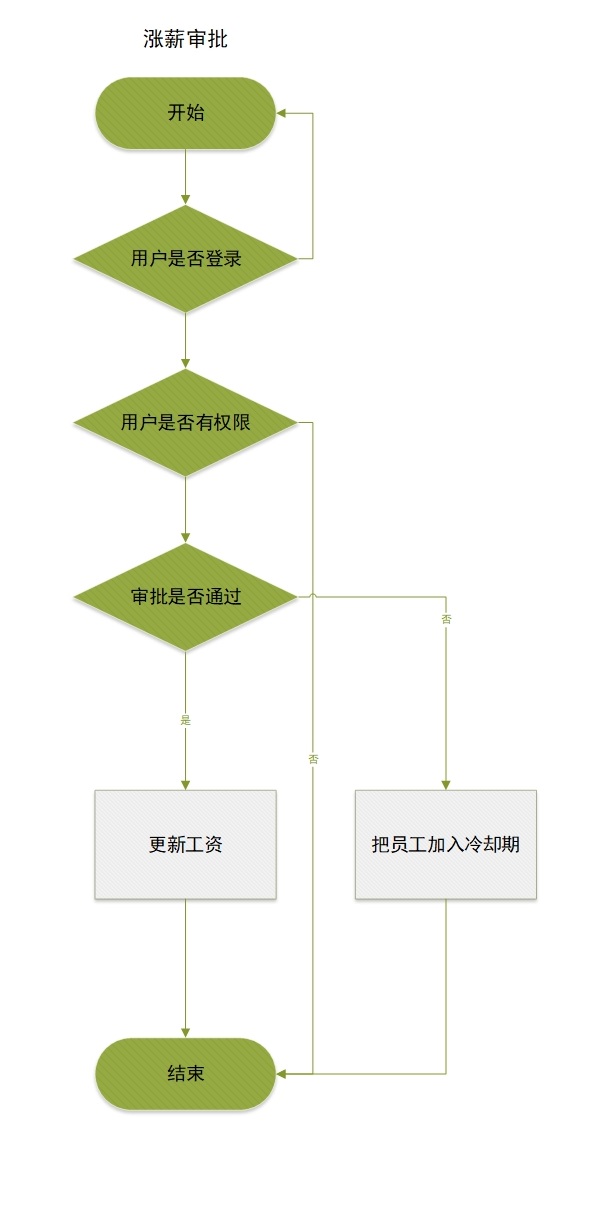 涨薪审批
开始
用户是否登录
用户是否有权限
审批是否通过
否
是
否
更新工资
把员工加入冷却期
结束